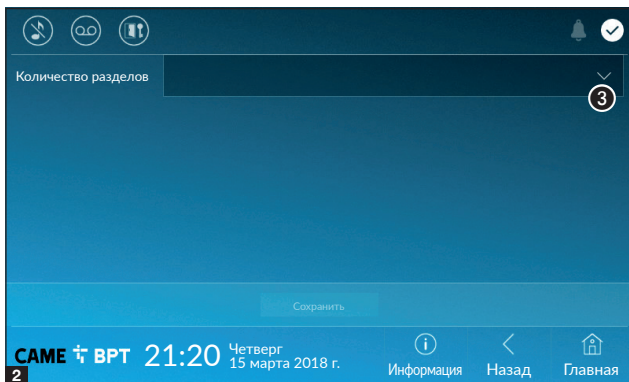 Количество разделов
3
Сохранить
CAME BPT 21:20 Четверг
15 марта 2018 г.
Информация Назад Главная
2